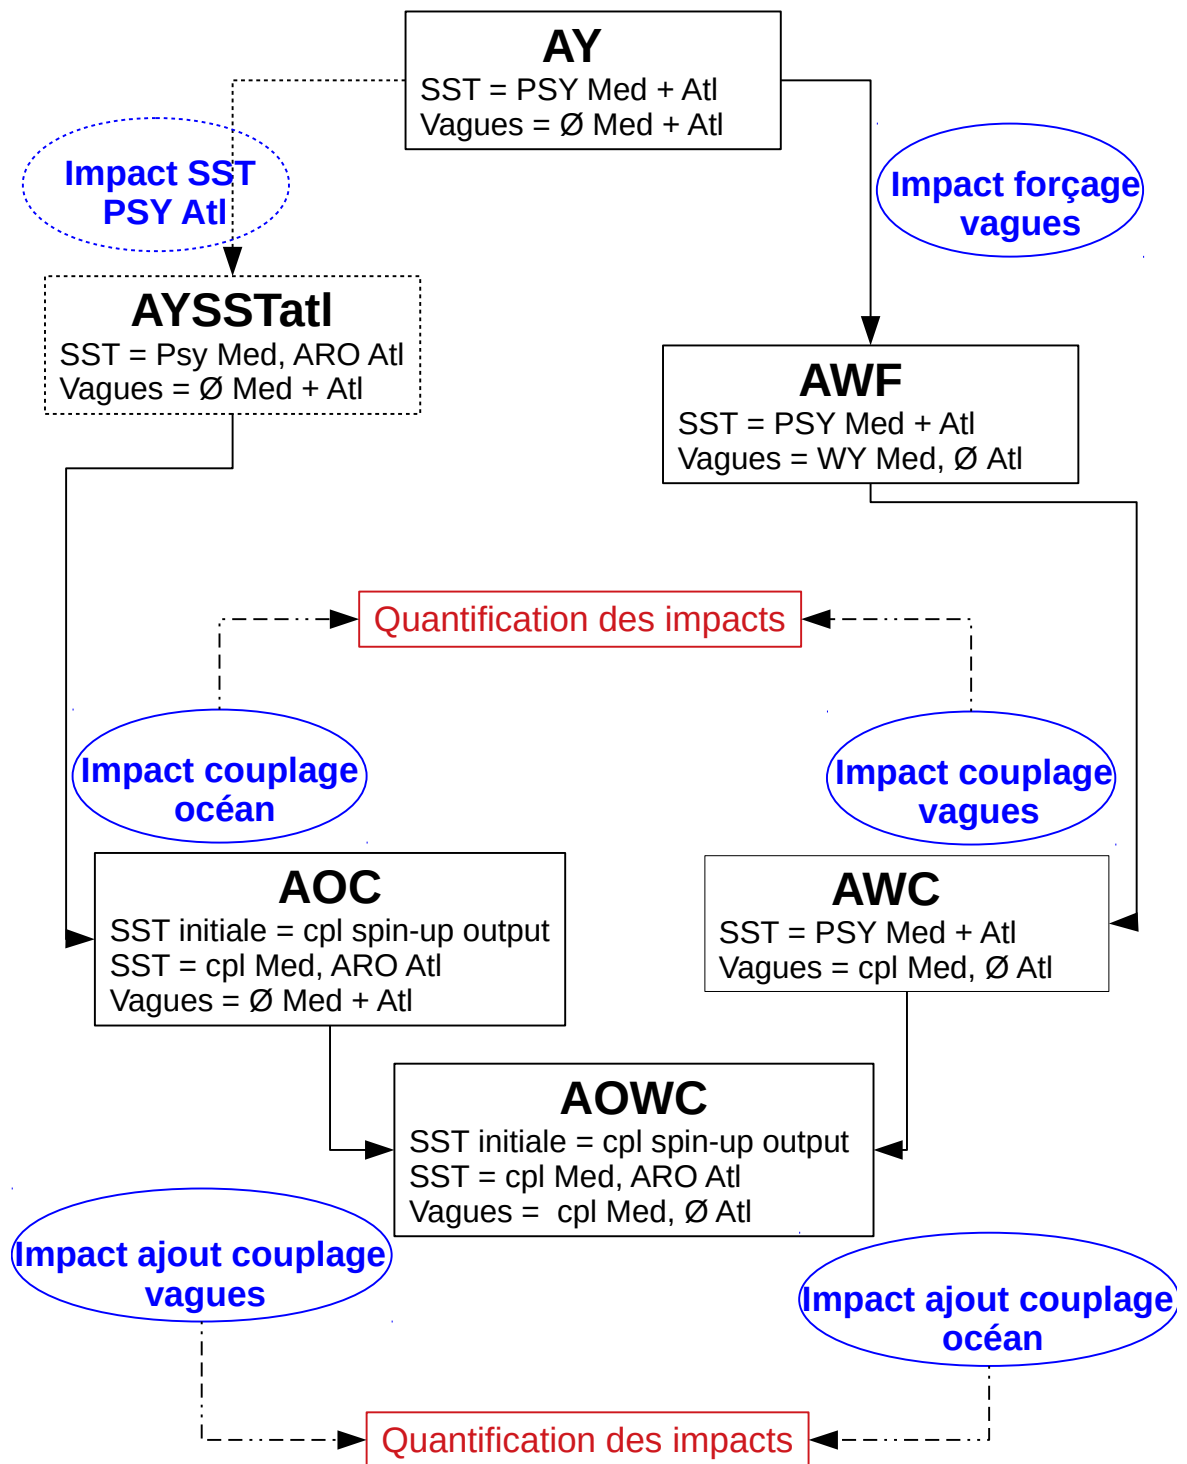 AY
SST = PSY Med + Atl
Vagues = Ø Med + Atl
Impact SST
PSY Atl
Impact forçage
vagues
AYSSTatl
SST = Psy Med, ARO Atl
Vagues = Ø Med + Atl
AWF
SST = PSY Med + Atl
Vagues = WY Med, Ø Atl
Quantification des impacts
Impact couplage
océan
Impact couplage
vagues
AOC
SST initiale = cpl spin-up output
SST = cpl Med, ARO Atl
Vagues = Ø Med + Atl
AWC
SST = PSY Med + Atl
Vagues = cpl Med, Ø Atl
AOWC
SST initiale = cpl spin-up output
SST = cpl Med, ARO Atl
Vagues =  cpl Med, Ø Atl
Impact ajout couplage
vagues
Impact ajout couplage
océan
Quantification des impacts